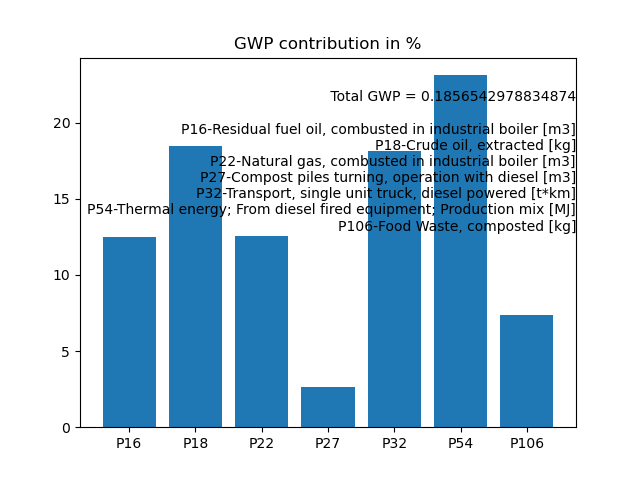 GWP contribution in %
Total GWP = 0.1856542978834874
P16-Residual fuel oil, combusted in industrial boiler [m3]
P18-Crude oil, extracted [kg]
P22-Natural gas, combusted in industrial boiler [m3]
P27-Compost piles turning, operation with diesel [m3]
P32-Transport, single unit truck, diesel powered [t*km]
P54-Thermal energy; From diesel fired equipment; Production mix [MJ]
P106-Food Waste, composted [kg]
20
15
10
5
0
P16 P18 P22 P27 P32 P54 P106